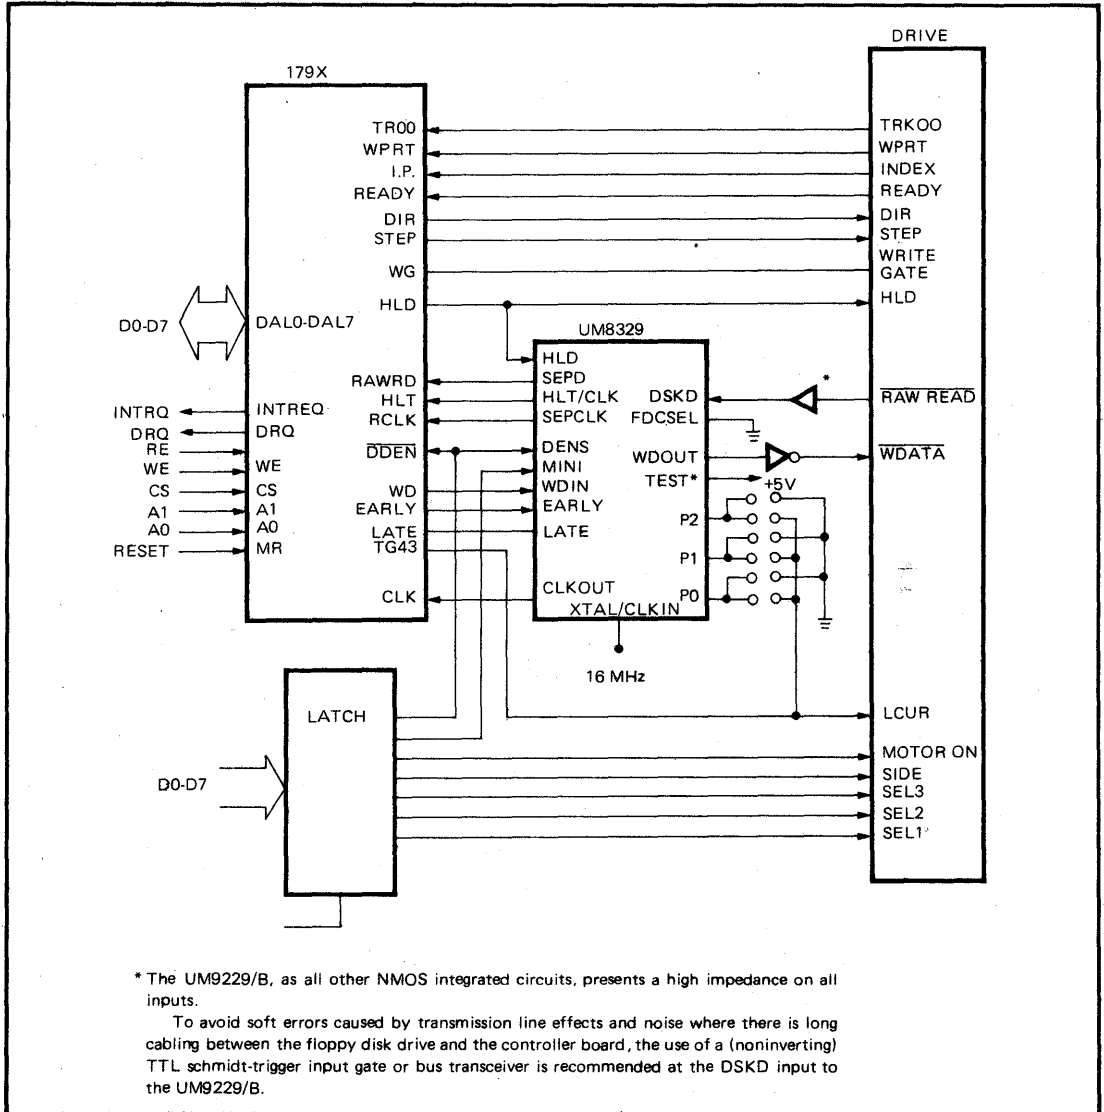 DRIVE
179X
TR00
WPRT
I.P.
READY
DIR
STEP
WG
HLD
TRKOO
WPRT
INDEX
READY
DIR
STEP
WRITE
GATE
HLD
D0-D7
DAL0-DAL7
UM8329
HLD
RAWRD
SEPD
HLT
HLT/CLK
RCLK
SEPCLK
DSKD
*
RAW READ
FDCSEL
INTRQ
INTREQ
DRQ
DRQ
RE
WE
WE
CS
CS
A1
A1
A0
A0
RESET
MR
DDEN
DENS
MINI
WD
WDIN
EARLY
EARLY
LATE
LATE
TG43
CLK
CLKOUT
XTAL/CLKIN
WDOUT
WDATA
TEST*
+5V
P2
P1
P0
16 MHz
LATCH
D0-D7
LCUR
MOTOR ON
SIDE
SEL3
SEL2
SEL1
* The UM9229/B, as all other NMOS integrated circuits, presents a high impedance on all
inputs.
To avoid soft errors caused by transmission line effects and noise where there is long
cabling between the floppy disk drive and the controller board, the use of a (noninverting)
TTL schmidt-trigger input gate or bus transceiver is recommended at the DSKD input to
the UM9229/B.